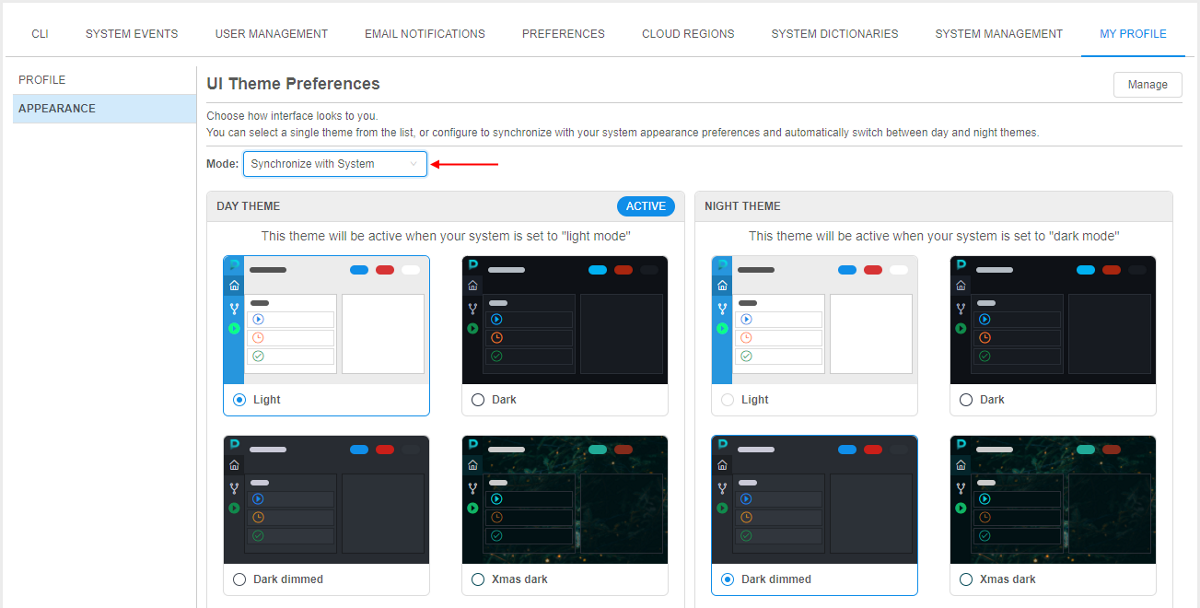 CLI SYSTEM EVENTS USER MANAGEMENT EMAIL NOTIFICATIONS PREFERENCES CLOUD REGIONS SYSTEM DICTIONARIES SYSTEM MANAGEMENT MY PROFILE
PROFILE
APPEARANCE
UI Theme Preferences Manage
Choose how interface looks to you.
You can select a single theme from the list, or configure to synchronize with your system appearance preferences and automatically switch between day and night themes.
Mode: Synchronize with System
DAY THEME ACTIVE
This theme will be active when your system is set to "light mode"
Light Dark
Dark dimmed Xmas dark
NIGHT THEME
This theme will be active when your system is set to "dark mode"
Light Dark
Dark dimmed Xmas dark